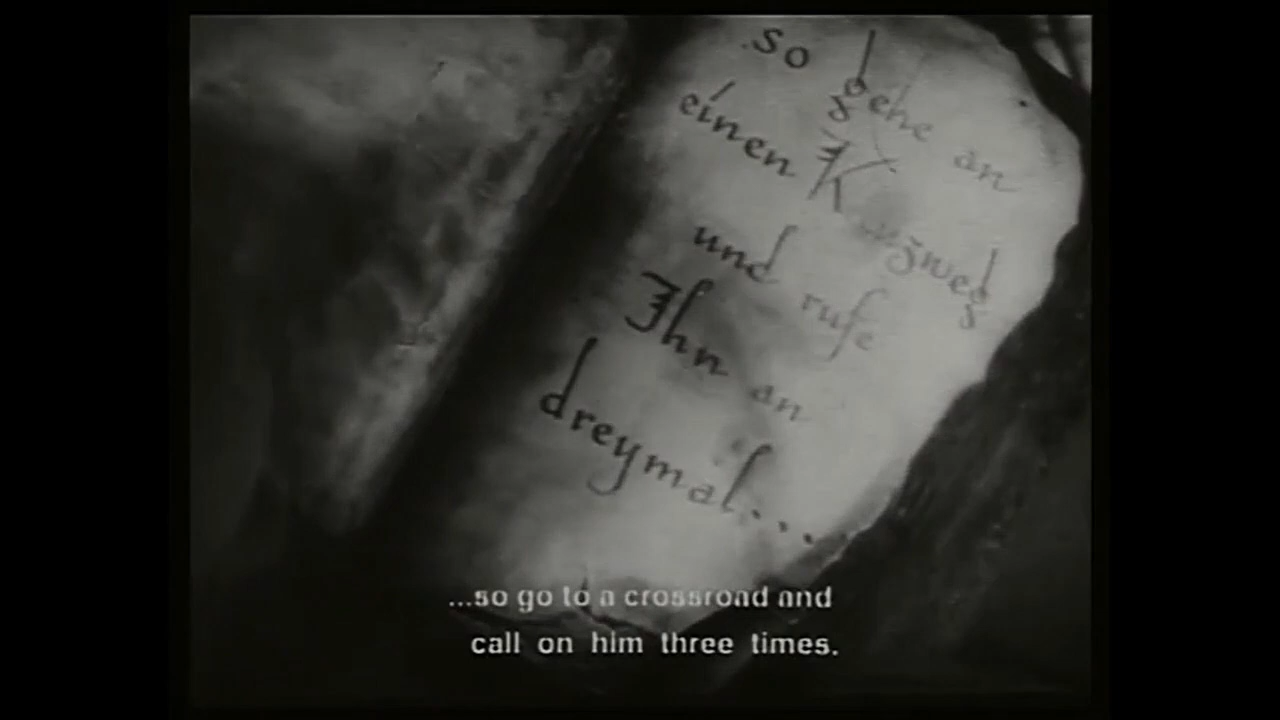 so gehe an
einen Kreuzweg
und rufe
Ihn an
dreymal...
...so go to a crossroad and
call on him three times.